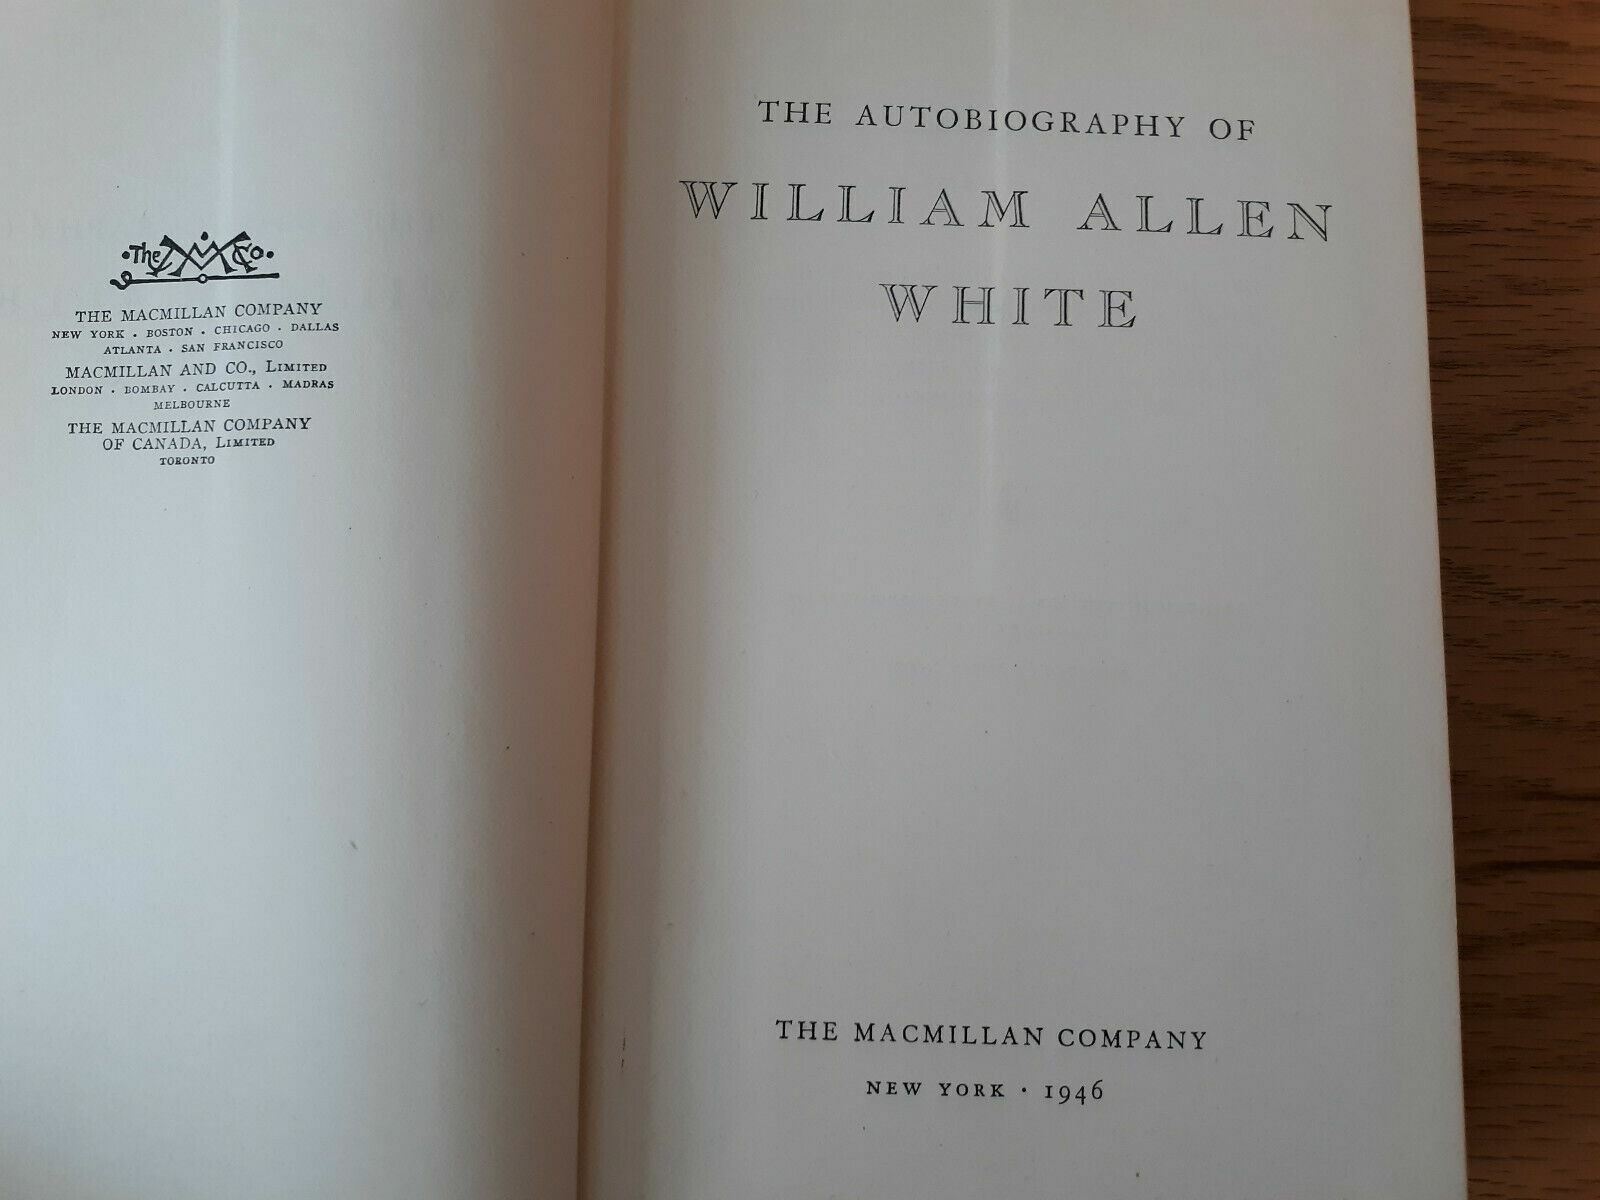 The M Co.
THE MACMILLAN COMPANY
NEW YORK · BOSTON · CHICAGO · DALLAS
ATLANTA · SAN FRANCISCO
MACMILLAN AND CO., LIMITED
LONDON · BOMBAY · CALCUTTA · MADRAS
MELBOURNE
THE MACMILLAN COMPANY
OF CANADA, LIMITED
TORONTO
THE AUTOBIOGRAPHY OF
WILLIAM ALLEN
WHITE
THE MACMILLAN COMPANY
NEW YORK · 1946